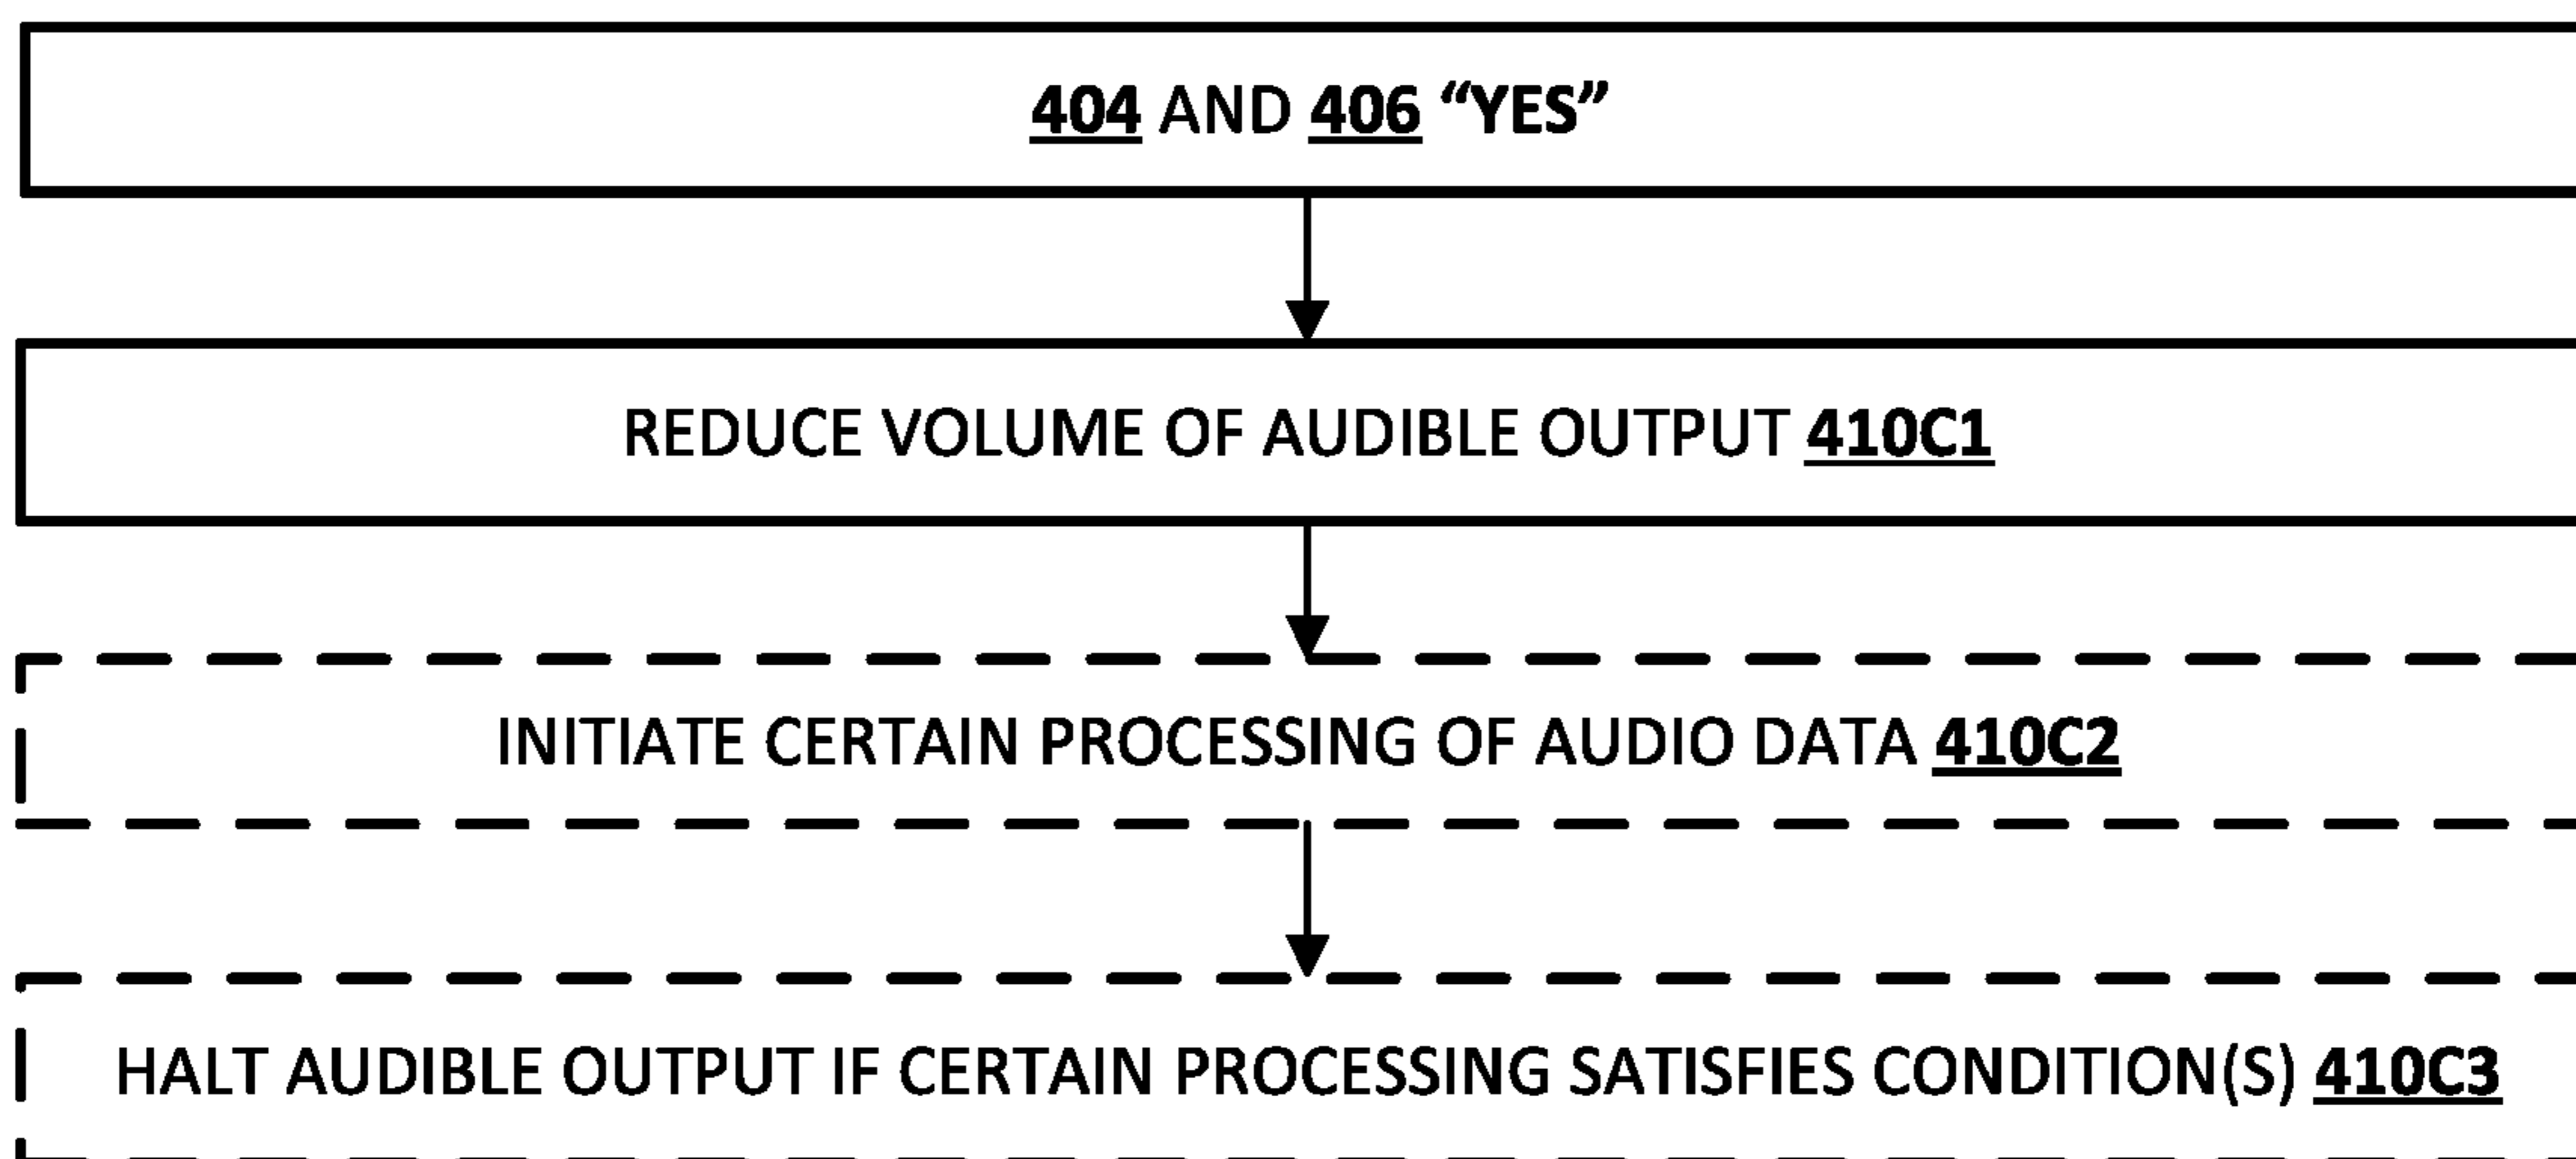 404 AND 406 “YES”
REDUCE VOLUME OF AUDIBLE OUTPUT 410C1
INITIATE CERTAIN PROCESSING OF AUDIO DATA 410C2
HALT AUDIBLE OUTPUT IF CERTAIN PROCESSING SATISFIES CONDITION(S) 410C3